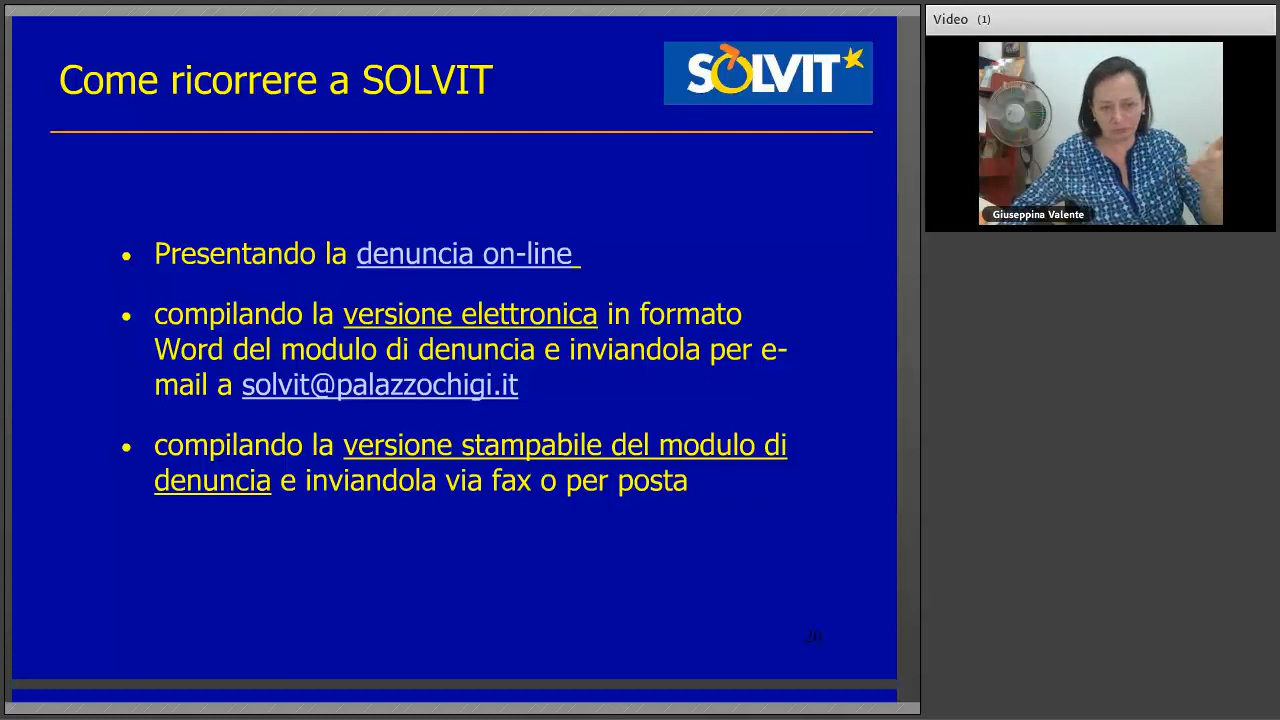 Come ricorrere a SOLVIT
SOLVIT
• Presentando la denuncia on-line
• compilando la versione elettronica in formato
Word del modulo di denuncia e inviandola per e-
mail a solvit@palazzochigi.it
• compilando la versione stampabile del modulo di
denuncia e inviandola via fax o per posta
20
Video (1)
Giuseppina Valente